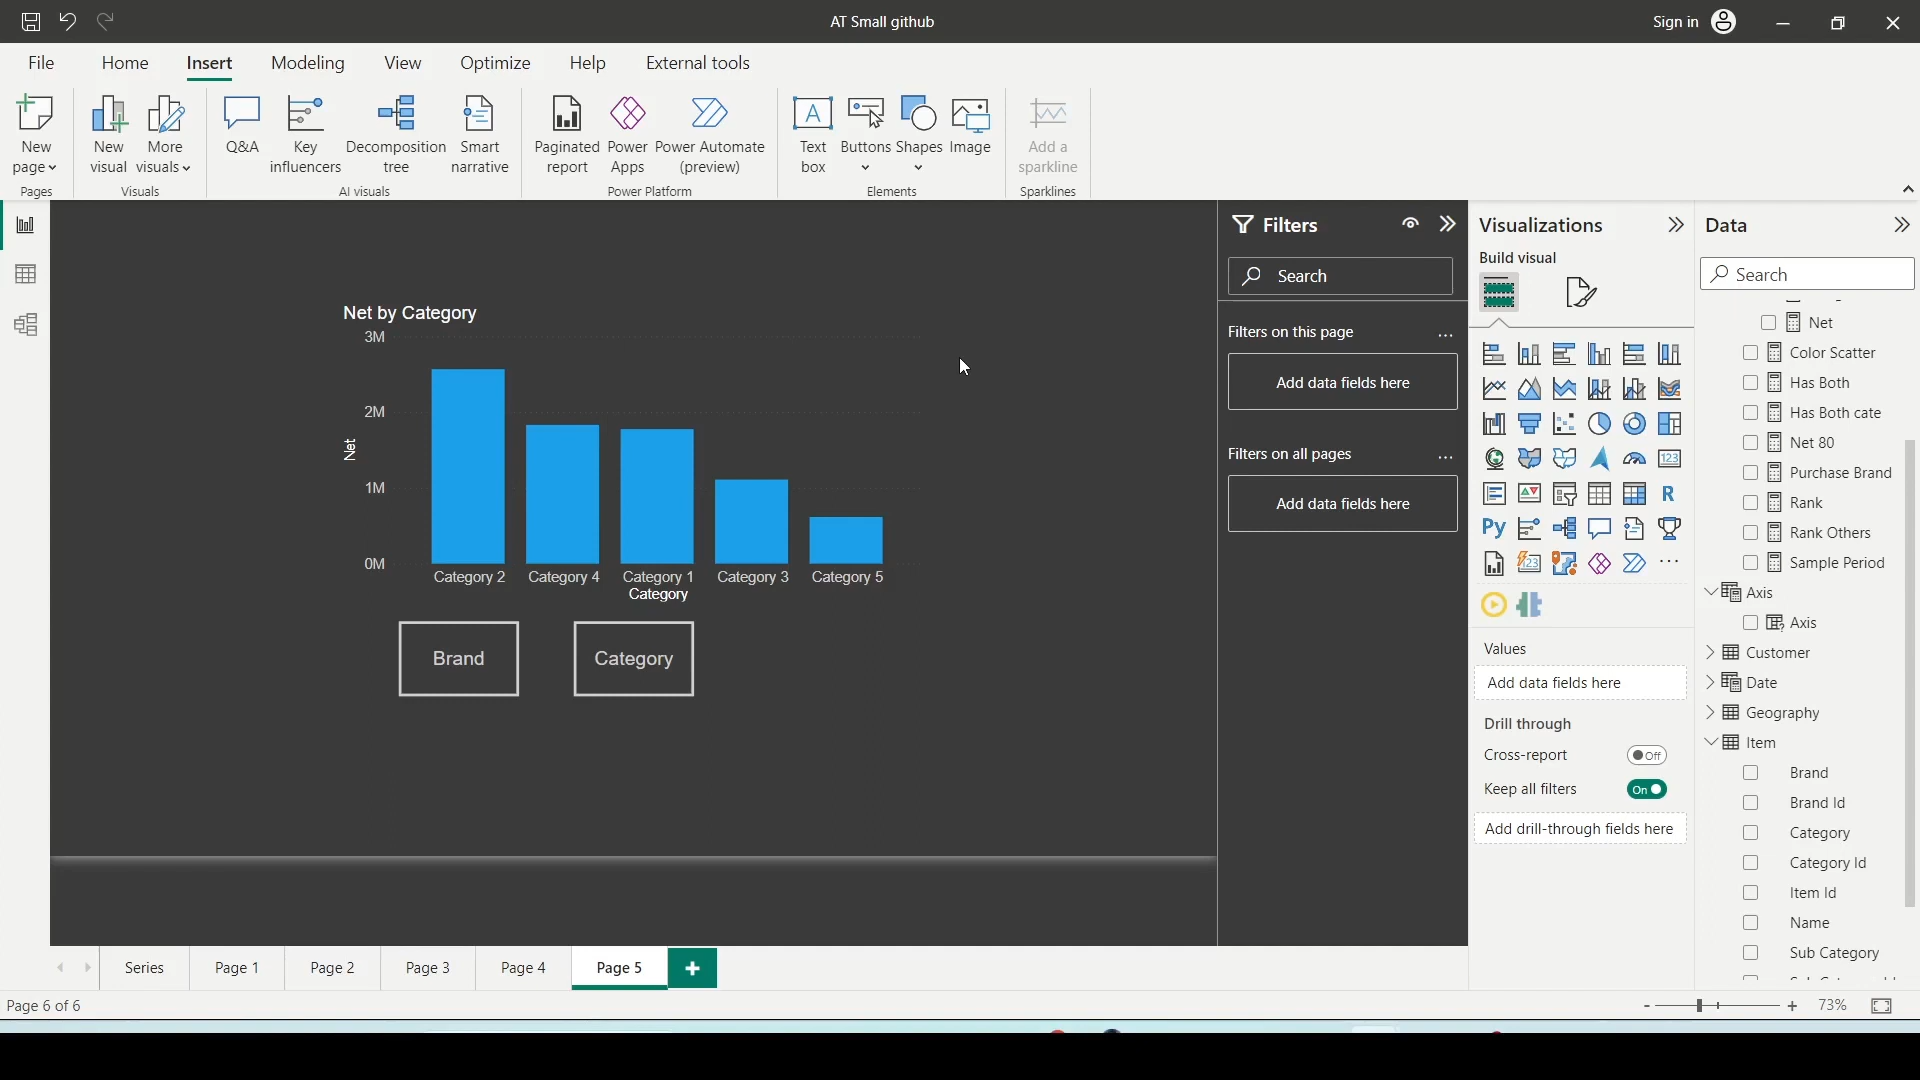 AT Small github
Sign in
File
Home
Insert
Modeling
View
Optimize
Help
External tools
New page
Pages
New visual
More visuals
Visuals
Q&A
Key influencers
Decomposition tree
Smart narrative
AI visuals
Paginated report
Power Apps
Power Automate (preview)
Power Platform
A
Text box
Buttons
Shapes
Image
Elements
Add a sparkline
Sparklines
Net by Category
3M
2M
1M
0M
Net
Category 2
Category 4
Category 1
Category 3
Category 5
Category
Brand
Category
Filters
Search
Filters on this page
...
Add data fields here
Filters on all pages
...
Add data fields here
Visualizations
Build visual
123
R
Py
123
...
Values
Add data fields here
Drill through
Cross-report
Off
Keep all filters
On
Add drill-through fields here
Data
Search
Net
Color Scatter
Has Both
Has Both cate
Net 80
Purchase Brand
Rank
Rank Others
Sample Period
Axis
Axis
Customer
Date
Geography
Item
Brand
Brand Id
Category
Category Id
Item Id
Name
Sub Category
Series
Page 1
Page 2
Page 3
Page 4
Page 5
+
Page 6 of 6
-
+
73%